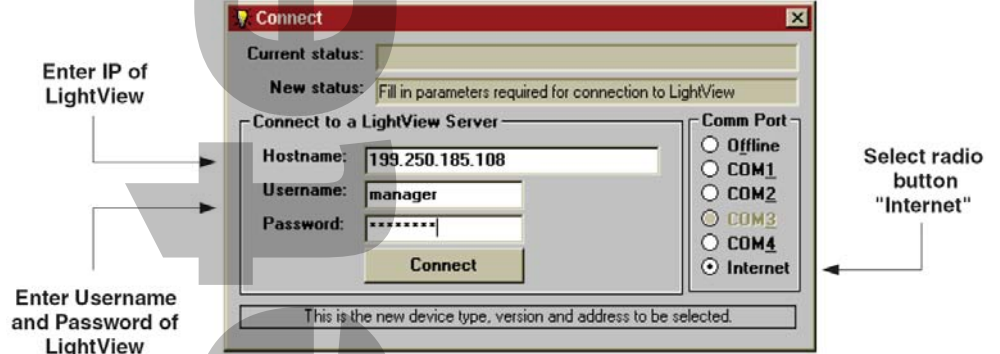 Connect
Current status:
New status: Fill in parameters required for connection to LightView
Enter IP of
LightView
Connect to a LightView Server
Hostname: 199.250.185.108
Username: manager
Password: ********
Connect
Enter Username
and Password of
LightView
Comm Port
Offline
COM1
COM2
COM3
COM4
Internet
Select radio
button
"Internet"
This is the new device type, version and address to be selected.